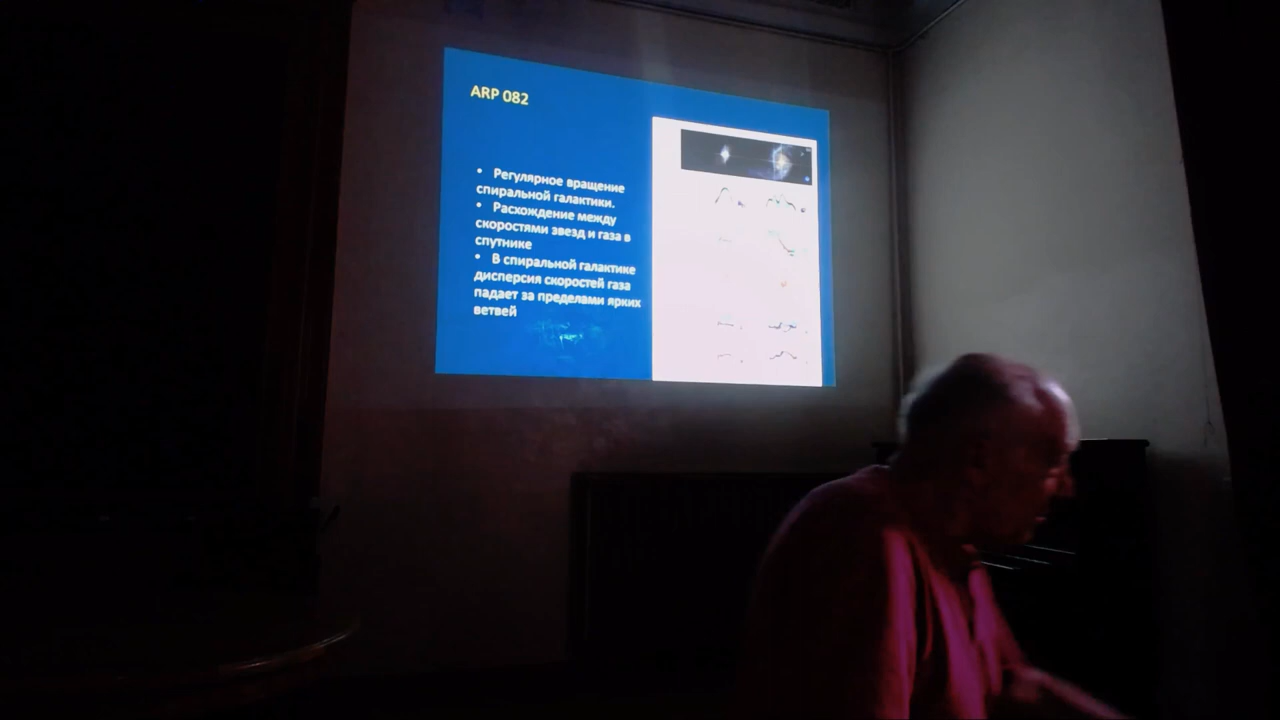 ARP 082
• Регулярное вращение
спиральной галактики.
• Расхождение между
скоростями звезд и газа в
спутнике
• В спиральной галактике
дисперсия скоростей газа
падает за пределами ярких
ветвей